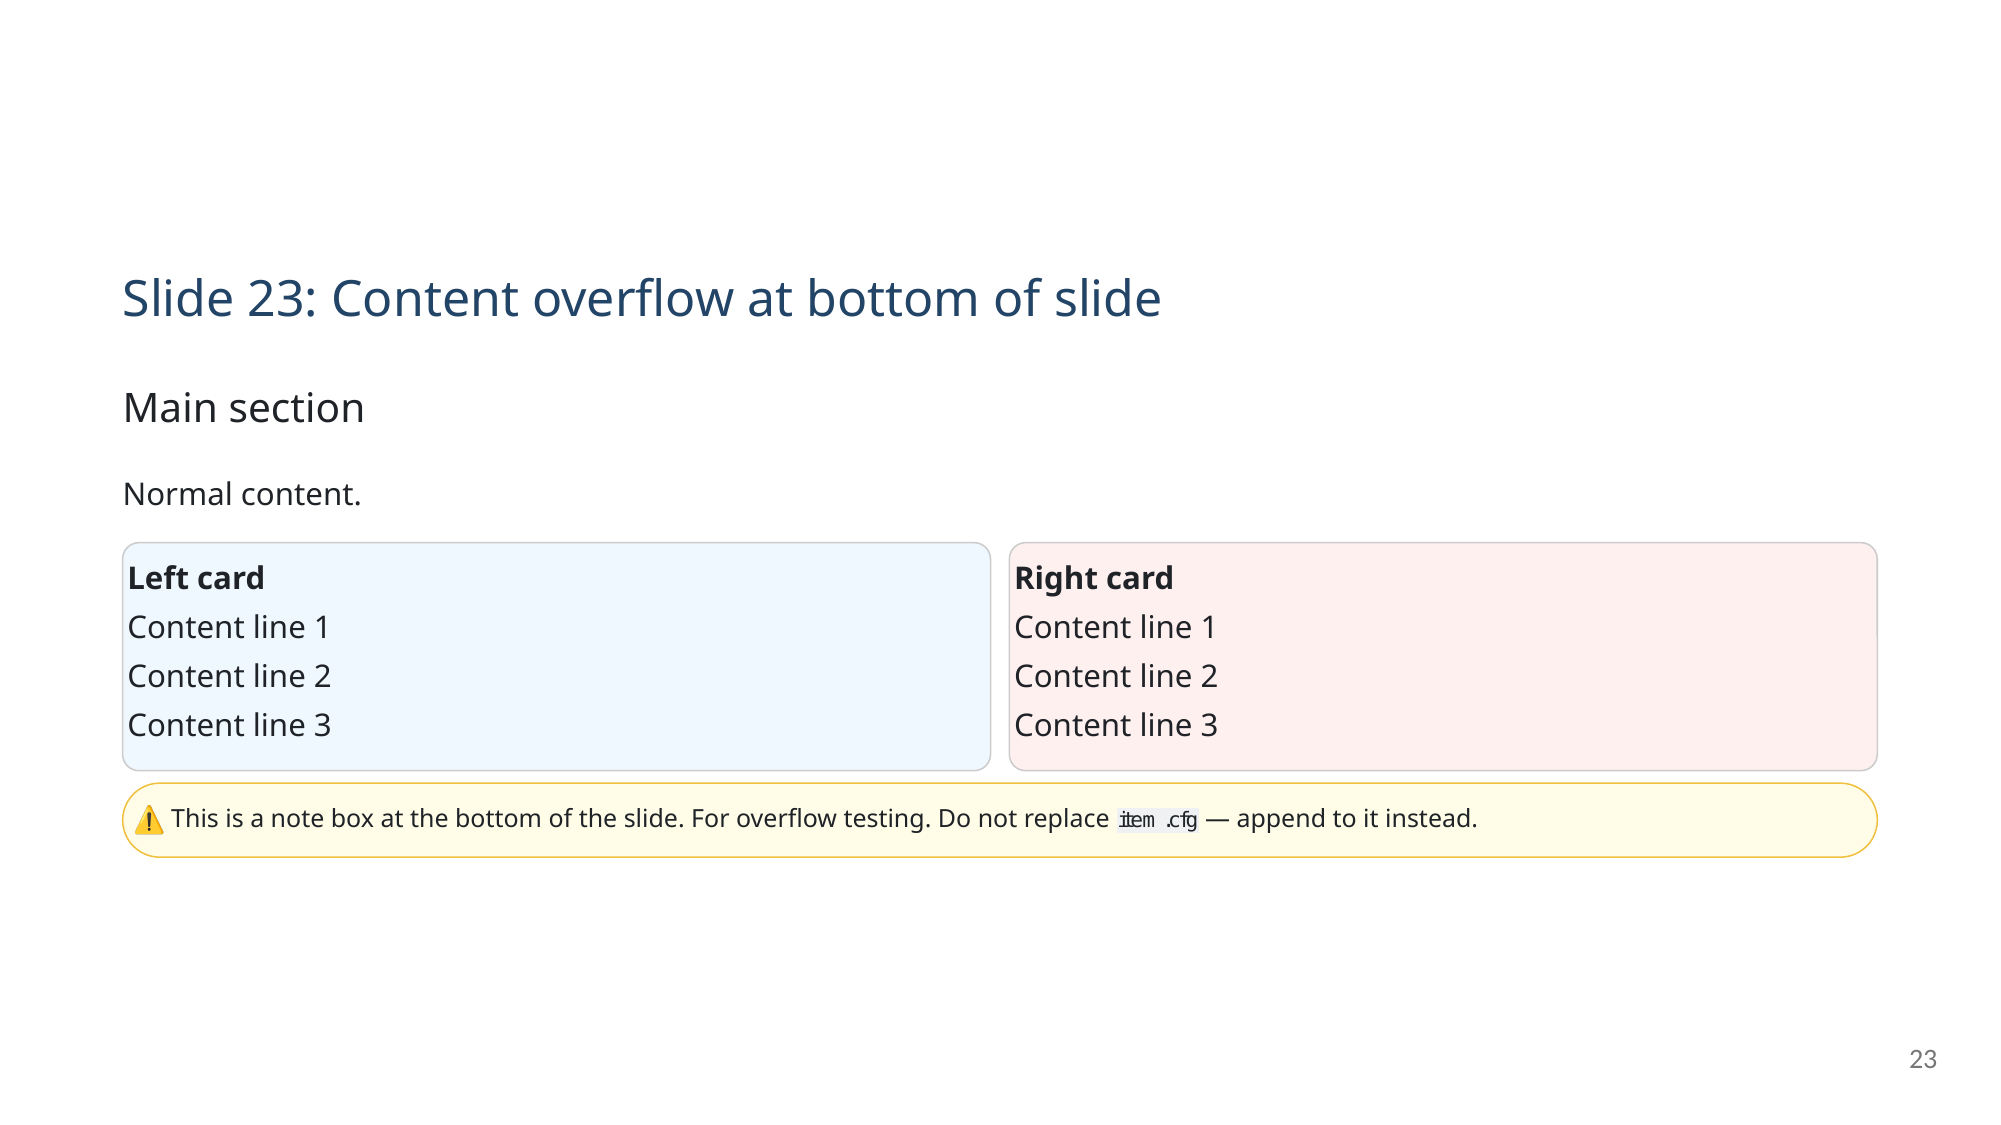 Slide 23: Content overflow at bottom of slide
Main section
Normal content.
Left card
Content line 1
Content line 2
Content line 3
Right card
Content line 1
Content line 2
Content line 3
⚠️ This is a note box at the bottom of the slide. For overflow testing. Do not replace item.cfg — append to it instead.
23